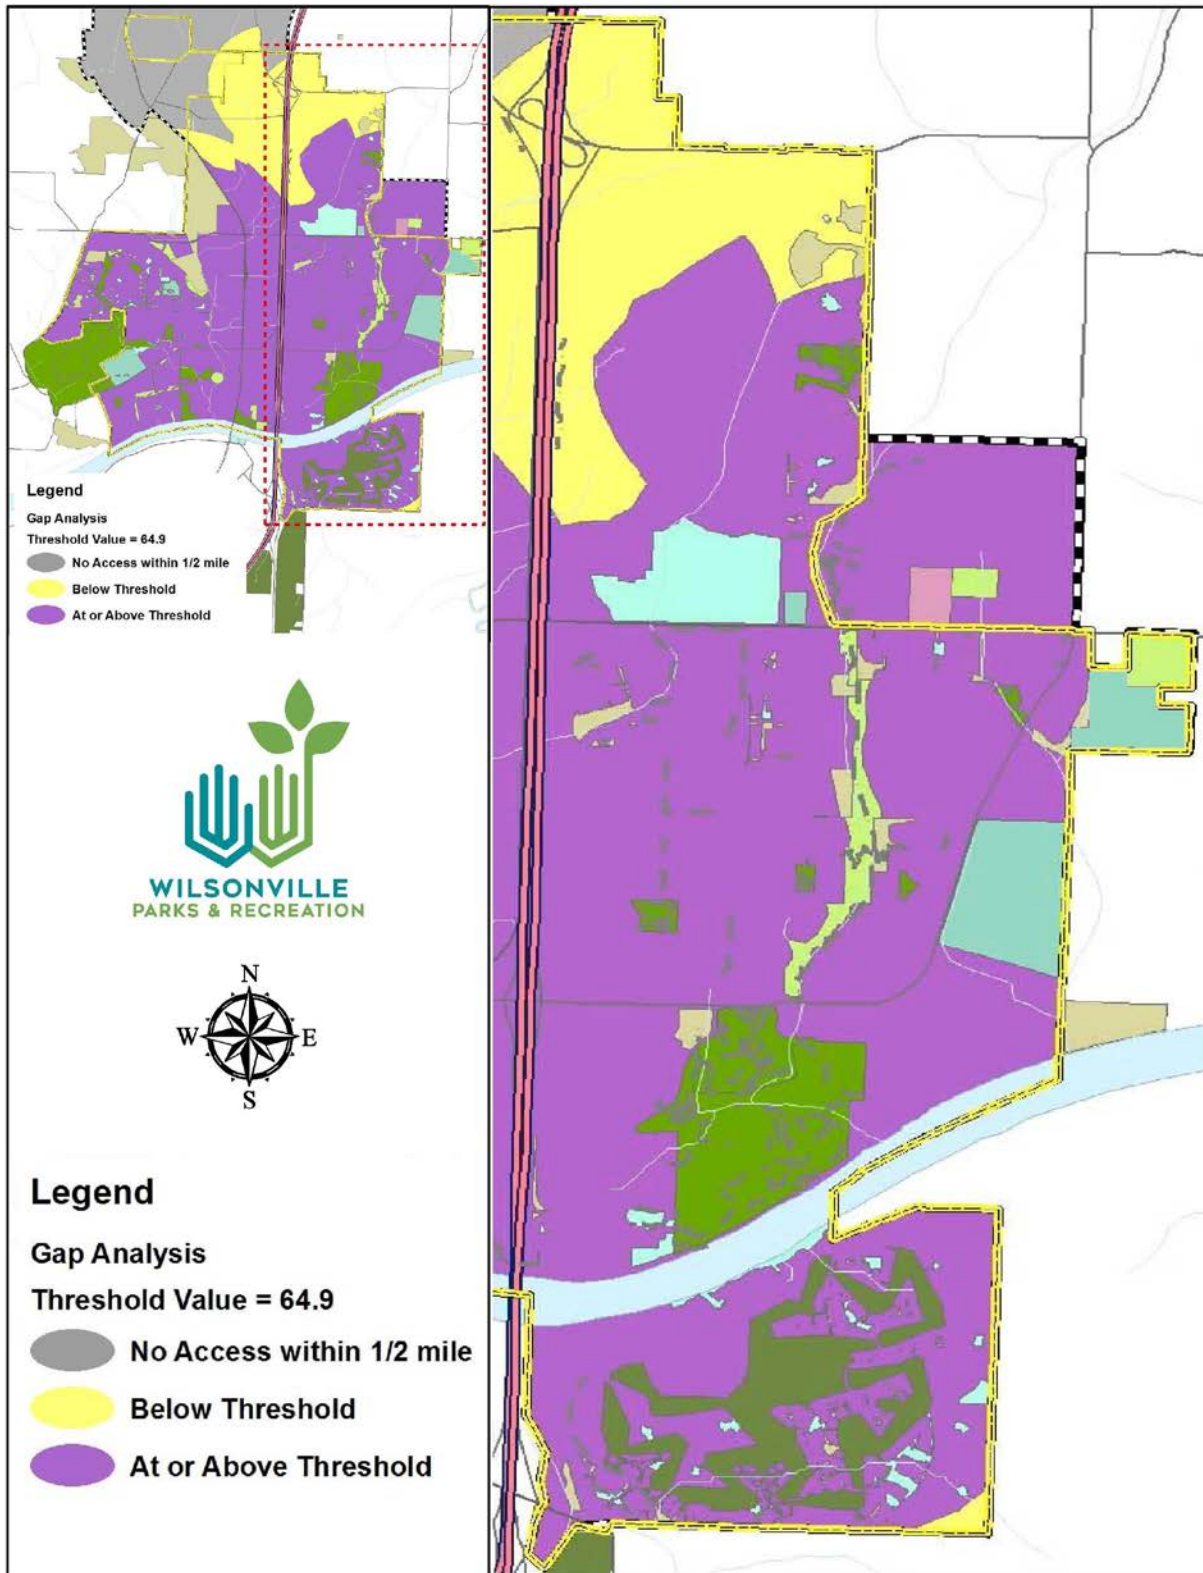 Legend
Gap Analysis
Threshold Value = 64.9
No Access within 1/2 mile
Below Threshold
At or Above Threshold
WILSONVILLE
PARKS & RECREATION
N
W E
S
Legend
Gap Analysis
Threshold Value = 64.9
No Access within 1/2 mile
Below Threshold
At or Above Threshold